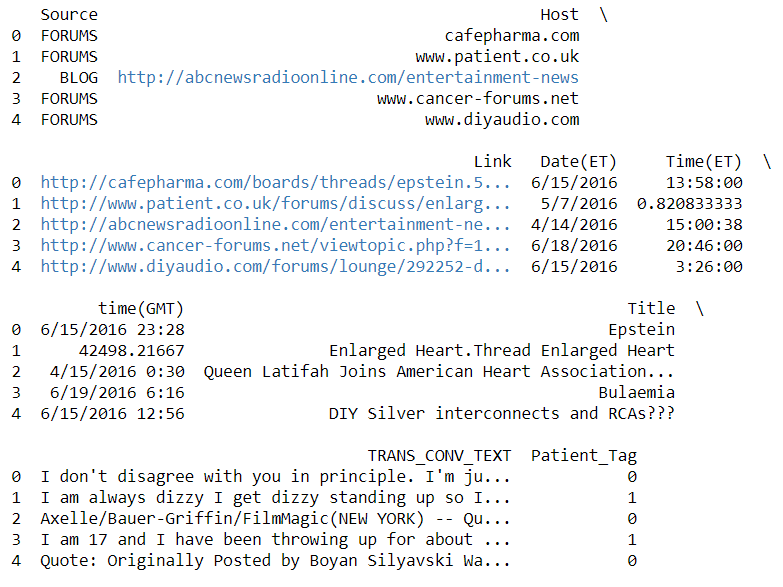 Source Host \
0 FORUMS cafepharma.com
1 FORUMS www.patient.co.uk
2 BLOG http://abcnewsradioonline.com/entertainment-news
3 FORUMS www.cancer-forums.net
4 FORUMS www.diyaudio.com
Link Date(ET) Time(ET) \
0 http://cafepharma.com/boards/threads/epstein.5... 6/15/2016 13:58:00
1 http://www.patient.co.uk/forums/discuss/enlarg... 5/7/2016 0.820833333
2 http://abcnewsradioonline.com/entertainment-ne... 4/14/2016 15:00:38
3 http://www.cancer-forums.net/viewtopic.php?f=1... 6/18/2016 20:46:00
4 http://www.diyaudio.com/forums/lounge/292252-d... 6/15/2016 3:26:00
time(GMT) Title \
0 6/15/2016 23:28 Epstein
1 42498.21667 Enlarged Heart.Thread Enlarged Heart
2 4/15/2016 0:30 Queen Latifah Joins American Heart Association...
3 6/19/2016 6:16 Bulaemia
4 6/15/2016 12:56 DIY Silver interconnects and RCAs???
TRANS_CONV_TEXT Patient_Tag
0 I don't disagree with you in principle. I'm ju... 0
1 I am always dizzy I get dizzy standing up so I... 1
2 Axelle/Bauer-Griffin/FilmMagic(NEW YORK) -- Qu... 0
3 I am 17 and I have been throwing up for about ... 1
4 Quote: Originally Posted by Boyan Silyavski Wa... 0